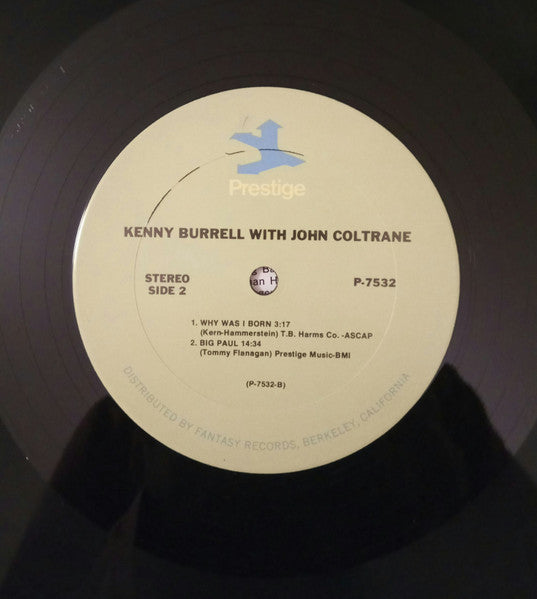 Prestige
KENNY BURRELL WITH JOHN COLTRANE
STEREO
SIDE 2
P-7532
an H
1. WHY WAS I BORN 3:17
(Kern-Hammerstein) T.B. Harms Co. -ASCAP
2. BIG PAUL 14:34
(Tommy Flanagan) Prestige Music-BMI
(P-7532-B)
DISTRIBUTED BY FANTASY RECORDS, BERKELEY, CALIFORNIA